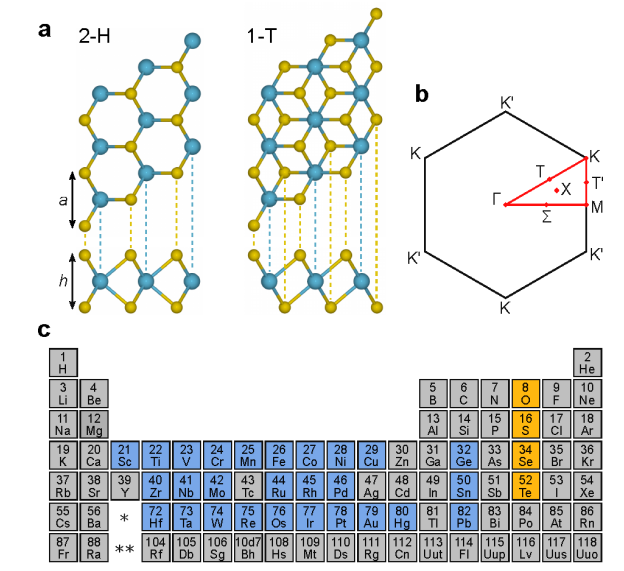 a
2-H
1-T
a
h
b
K'
K
K
T
T'
X
Γ
M
Σ
K'
K'
K
c
1 2
H He
3 4 5 6 7 8 9 10
Li Be B C N O F Ne
11 12 13 14 15 16 17 18
Na Mg Al Si P S Cl Ar
19 20 21 22 23 24 25 26 27 28 29 30 31 32 33 34 35 36
K Ca Sc Ti V Cr Mn Fe Co Ni Cu Zn Ga Ge As Se Br Kr
37 38 39 40 41 42 43 44 45 46 47 48 49 50 51 52 53 54
Rb Sr Y Zr Nb Mo Tc Ru Rh Pd Ag Cd In Sn Sb Te I Xe
55 56 * 72 73 74 75 76 77 78 79 80 81 82 83 84 85 86
Cs Ba Hf Ta W Re Os Ir Pt Au Hg Tl Pb Bi Po At Rn
87 88 ** 104 105 106 10d7 108 109 110 111 112 113 114 115 116 117 118
Fr Ra Rf Db Sg Bh Hs Mt Ds Rg Cn Uut Fl Uup Lv Uus Uuo